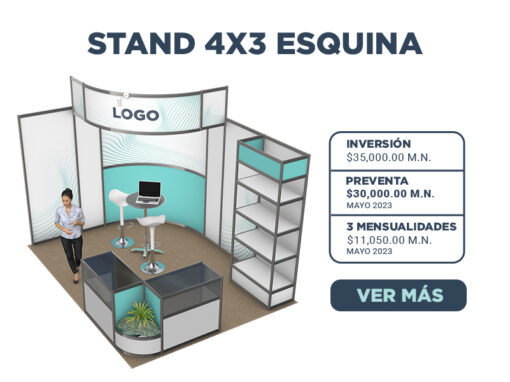 STAND 4X3 ESQUINA
LOGO
INVERSIÓN
$35,000.00 M.N.
PREVENTA
$30,000.00 M.N.
MAYO 2023
3 MENSUALIDADES
$11,050.00 M.N.
MAYO 2023
VER MÁS